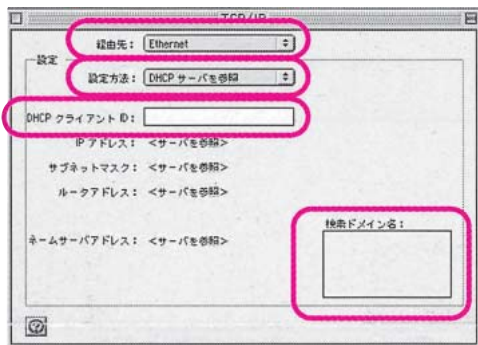 TCP/IP
経由先： Ethernet
設定
設定方法： DHCP サーバを参照
DHCP クライアント ID：
IP アドレス： <サーバを参照>
サブネットマスク： <サーバを参照>
ルータアドレス： <サーバを参照>
検索ドメイン名：
ネームサーバアドレス： <サーバを参照>